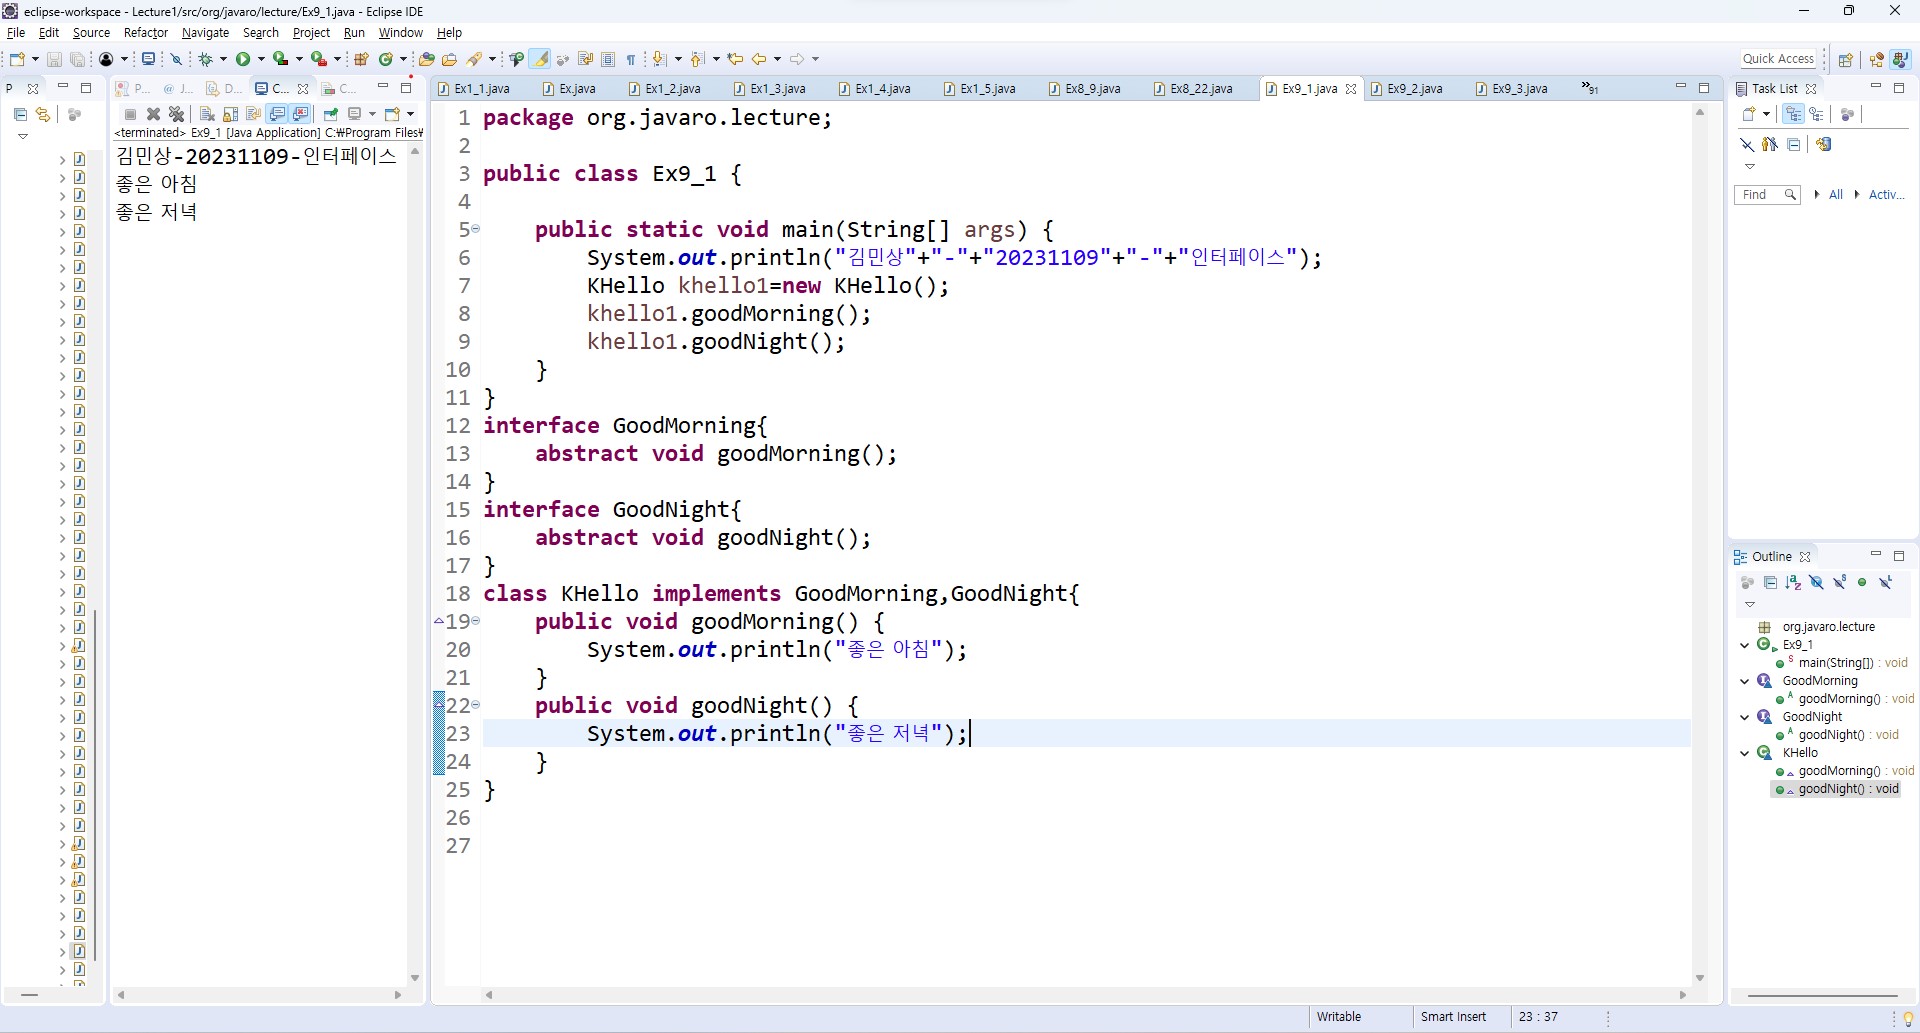 eclipse-workspace - Lecture1/src/org/javaro/lecture/Ex9_1.java - Eclipse IDE
File Edit Source Refactor Navigate Search Project Run Window Help
Quick Access
P
P... J... D... C... C...
<terminated> Ex9_1 [Java Application] C:₩Program Files₩
김민상-20231109-인터페이스
좋은 아침
좋은 저녁
Ex1_1.java Ex.java Ex1_2.java Ex1_3.java Ex1_4.java Ex1_5.java Ex8_9.java Ex8_22.java Ex9_1.java Ex9_2.java Ex9_3.java »91
1 package org.javaro.lecture;
2
3 public class Ex9_1 {
4
5 public static void main(String[] args) {
6 System.out.println("김민상"+"-"+"20231109"+"-"+"인터페이스");
7 KHello khello1=new KHello();
8 khello1.goodMorning();
9 khello1.goodNight();
10 }
11 }
12 interface GoodMorning{
13 abstract void goodMorning();
14 }
15 interface GoodNight{
16 abstract void goodNight();
17 }
18 class KHello implements GoodMorning,GoodNight{
19 public void goodMorning() {
20 System.out.println("좋은 아침");
21 }
22 public void goodNight() {
23 System.out.println("좋은 저녁");
24 }
25 }
26
27
Task List
Find All Activ...
Outline
org.javaro.lecture
Ex9_1
main(String[]) : void
GoodMorning
goodMorning() : void
GoodNight
goodNight() : void
KHello
goodMorning() : void
goodNight() : void
Writable Smart Insert 23 : 37